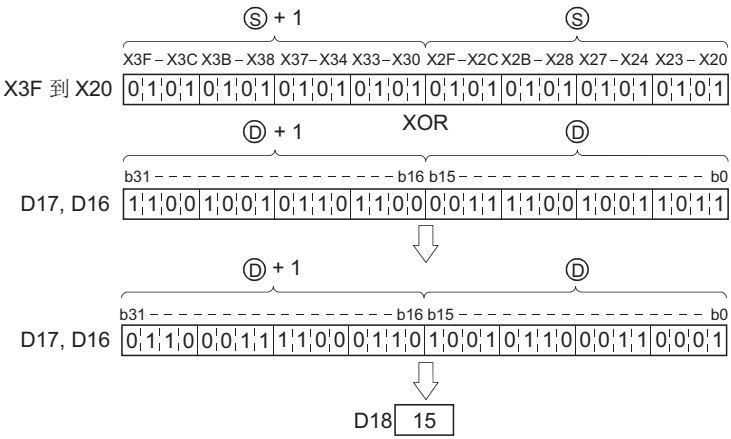 Ⓢ + 1 Ⓢ
X3F – X3C X3B – X38 X37 – X34 X33 – X30 X2F – X2C X2B – X28 X27 – X24 X23 – X20
X3F 到 X20 0 1 0 1 0 1 0 1 0 1 0 1 0 1 0 1 0 1 0 1 0 1 0 1 0 1 0 1 0 1 0 1
XOR
Ⓓ + 1 Ⓓ
b31 b16 b15 b0
D17, D16 1 1 0 0 1 0 0 1 0 1 1 0 1 1 0 0 0 0 1 1 1 1 0 0 1 0 0 1 1 0 1 1
Ⓓ + 1 Ⓓ
b31 b16 b15 b0
D17, D16 0 1 1 0 0 0 1 1 1 1 0 0 0 1 1 0 1 0 0 1 0 1 1 0 0 0 1 1 0 0 0 1
D18 15